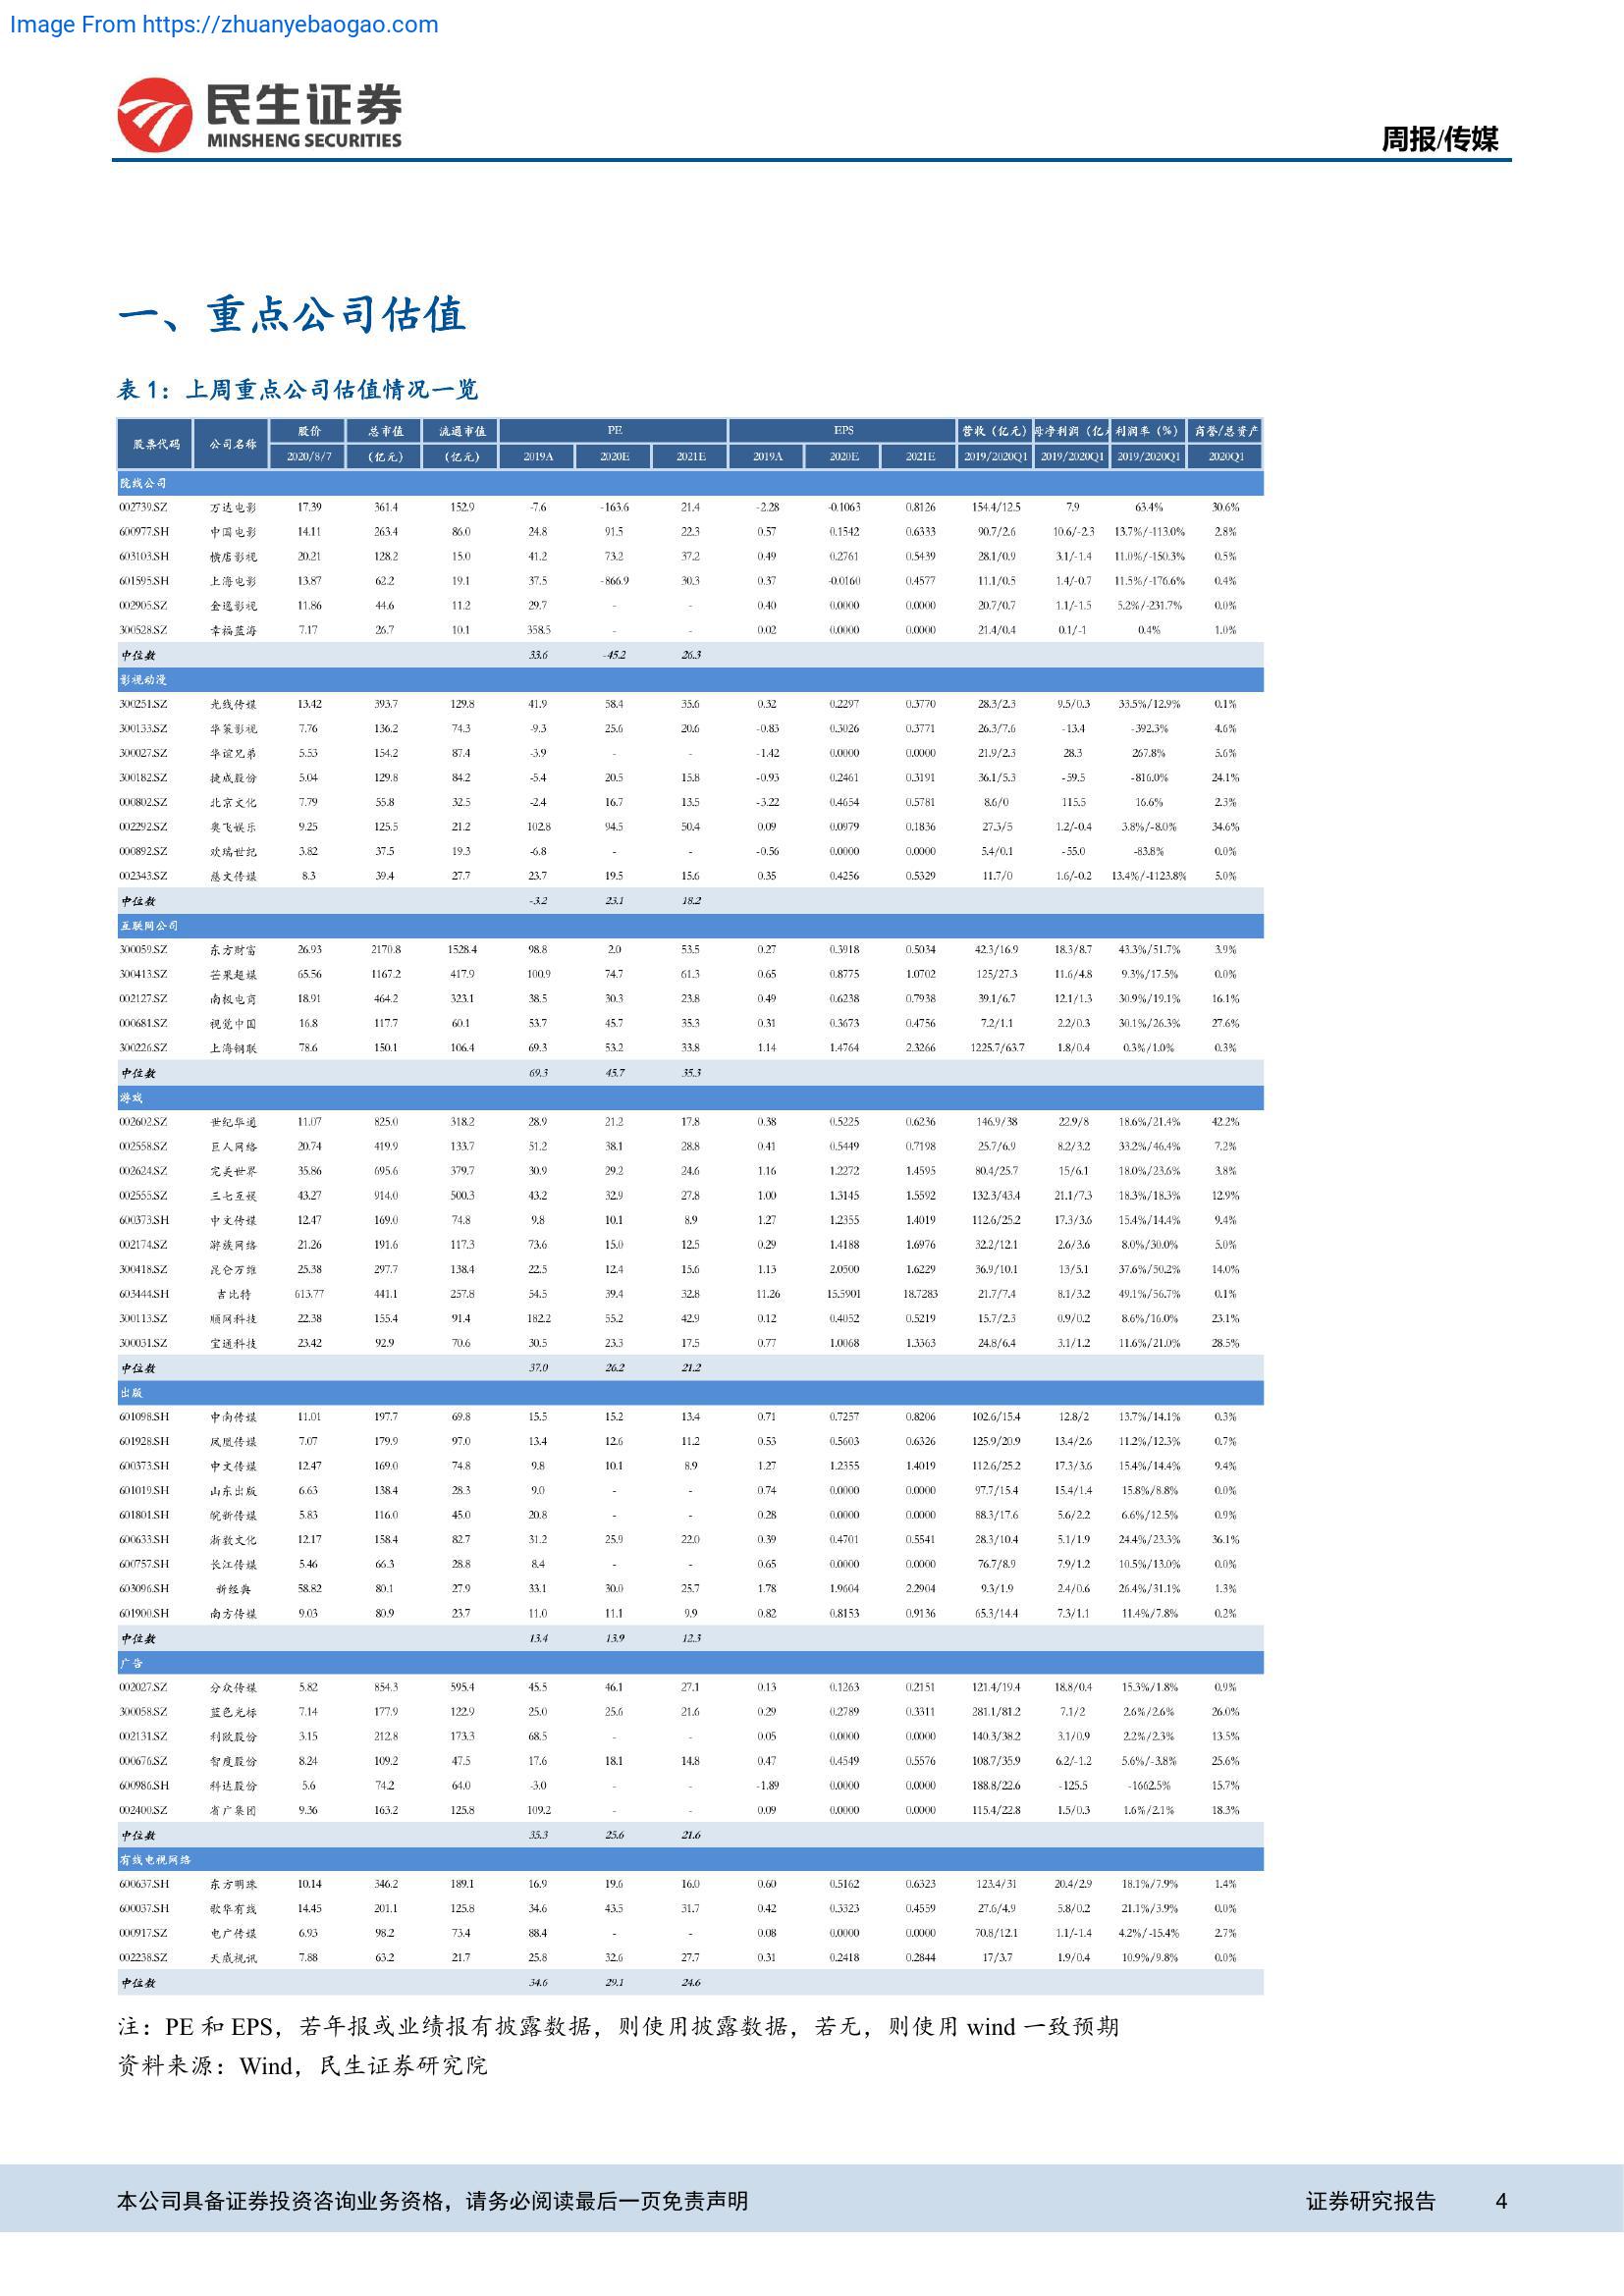 Image From https://zhuanyebaogao.com
民生证券
MINSHENG SECURITIES
周报/传媒
一、重点公司估值
表 1：上周重点公司估值情况一览
股票代码 公司名称 股价 总市值 流通市值 PE EPS 营收（亿元） 母净利润（亿 利润率（%） 商誉/总资产
2020/8/7 （亿元） （亿元） 2019A 2020E 2021E 2019A 2020E 2021E 2019/2020Q1 2019/2020Q1 2019/2020Q1 2020Q1
院线公司
002739.SZ 万达电影 17.39 361.4 152.9 -7.6 -163.6 21.4 -2.28 -0.1063 0.8126 154.4/12.5 7.9 63.4% 30.6%
600977.SH 中国电影 14.11 263.4 86.0 24.8 91.5 22.3 0.57 0.1542 0.6333 90.7/2.6 10.6/-2.3 13.7%/-113.0% 2.8%
603103.SH 横店影视 20.21 128.2 15.0 41.2 73.2 37.2 0.49 0.2761 0.5439 28.1/0.9 3.1/-1.4 11.0%/-150.3% 0.5%
601595.SH 上海电影 13.87 62.2 19.1 37.5 -866.9 30.3 0.37 -0.0160 0.4577 11.1/0.5 1.4/-0.7 11.5%/-176.6% 0.4%
002905.SZ 金逸影视 11.86 44.6 11.2 29.7 - - 0.40 0.0000 0.0000 20.7/0.7 1.1/-1.5 5.2%/-231.7% 0.0%
300528.SZ 幸福蓝海 7.17 26.7 10.1 358.5 - - 0.02 0.0000 0.0000 21.4/0.4 0.1/-1 0.4% 1.0%
中位数 33.6 -45.2 26.3
影视动漫
300251.SZ 光线传媒 13.42 393.7 129.8 41.9 58.4 35.6 0.32 0.2297 0.3770 28.3/2.3 9.5/0.3 33.5%/12.9% 0.1%
300133.SZ 华策影视 7.76 136.2 74.3 -9.3 25.6 20.6 -0.83 0.3026 0.3771 26.3/7.6 -13.4 -392.3% 4.6%
300027.SZ 华谊兄弟 5.53 154.2 87.4 -3.9 - - -1.42 0.0000 0.0000 21.9/2.3 28.3 267.8% 5.6%
300182.SZ 捷成股份 5.04 129.8 84.2 -5.4 20.5 15.8 -0.93 0.2461 0.3191 36.1/5.3 -59.5 -816.0% 24.1%
000802.SZ 北京文化 7.79 55.8 32.5 -2.4 16.7 13.5 -3.22 0.4654 0.5781 8.6/0 115.5 16.6% 2.3%
002292.SZ 奥飞娱乐 9.25 125.5 21.2 102.8 94.5 50.4 0.09 0.0979 0.1836 27.3/5 1.2/-0.4 3.8%/-8.0% 34.6%
000892.SZ 欢瑞世纪 3.82 37.5 19.3 -6.8 - - -0.56 0.0000 0.0000 5.4/0.1 -55.0 -83.8% 0.0%
002343.SZ 慈文传媒 8.3 39.4 27.7 23.7 19.5 15.6 0.35 0.4256 0.5329 11.7/0 1.6/-0.2 13.4%/-1123.8% 5.0%
中位数 -3.2 23.1 18.2
互联网公司
300059.SZ 东方财富 26.93 2170.8 1528.4 98.8 2.0 53.5 0.27 0.3918 0.5034 42.3/16.9 18.3/8.7 43.3%/51.7% 3.9%
300413.SZ 芒果超媒 65.56 1167.2 417.9 100.9 74.7 61.3 0.65 0.8775 1.0702 125/27.3 11.6/4.8 9.3%/17.5% 0.0%
002127.SZ 南极电商 18.91 464.2 323.1 38.5 30.3 23.8 0.49 0.6238 0.7938 39.1/6.7 12.1/1.3 30.9%/19.1% 16.1%
000681.SZ 视觉中国 16.8 117.7 60.1 53.7 45.7 35.3 0.31 0.3673 0.4756 7.2/1.1 2.2/0.3 30.1%/26.3% 27.6%
300226.SZ 上海钢联 78.6 150.1 106.4 69.3 53.2 33.8 1.14 1.4764 2.3266 1225.7/63.7 1.8/0.4 0.3%/1.0% 0.3%
中位数 69.3 45.7 35.3
游戏
002602.SZ 世纪华通 11.07 825.0 318.2 28.9 21.2 17.8 0.38 0.5225 0.6236 146.9/38 22.9/8 18.6%/21.4% 42.2%
002558.SZ 巨人网络 20.74 419.9 133.7 51.2 38.1 28.8 0.41 0.5449 0.7198 25.7/6.9 8.2/3.2 33.2%/46.4% 7.2%
002624.SZ 完美世界 35.86 695.6 379.7 30.9 29.2 24.6 1.16 1.2272 1.4595 80.4/25.7 15/6.1 18.0%/23.6% 3.8%
002555.SZ 三七互娱 43.27 914.0 500.3 43.2 32.9 27.8 1.00 1.3145 1.5592 132.3/43.4 21.1/7.3 18.3%/18.3% 12.9%
600373.SH 中文传媒 12.47 169.0 74.8 9.8 10.1 8.9 1.27 1.2355 1.4019 112.6/25.2 17.3/3.6 15.4%/14.4% 9.4%
002174.SZ 游族网络 21.26 191.6 117.3 73.6 15.0 12.5 0.29 1.4188 1.6976 32.2/12.1 2.6/3.6 8.0%/30.0% 5.0%
300418.SZ 昆仑万维 25.38 297.7 138.4 22.5 12.4 15.6 1.13 2.0500 1.6229 36.9/10.1 13/5.1 37.6%/50.2% 14.0%
603444.SH 吉比特 613.77 441.1 257.8 54.5 39.4 32.8 11.26 15.5901 18.7283 21.7/7.4 8.1/3.2 49.1%/56.7% 0.1%
300113.SZ 顺网科技 22.38 155.4 91.4 182.2 55.2 42.9 0.12 0.4052 0.5219 15.7/2.3 0.9/0.2 8.6%/16.0% 23.1%
300031.SZ 宝通科技 23.42 92.9 70.6 30.5 23.3 17.5 0.77 1.0068 1.3363 24.8/6.4 3.1/1.2 11.6%/21.0% 28.5%
中位数 37.0 26.2 21.2
出版
601098.SH 中南传媒 11.01 197.7 69.8 15.5 15.2 13.4 0.71 0.7257 0.8206 102.6/15.4 12.8/2 13.7%/14.1% 0.3%
601928.SH 凤凰传媒 7.07 179.9 97.0 13.4 12.6 11.2 0.53 0.5603 0.6326 125.9/20.9 13.4/2.6 11.2%/12.3% 0.7%
600373.SH 中文传媒 12.47 169.0 74.8 9.8 10.1 8.9 1.27 1.2355 1.4019 112.6/25.2 17.3/3.6 15.4%/14.4% 9.4%
601019.SH 山东出版 6.63 138.4 28.3 9.0 - - 0.74 0.0000 0.0000 97.7/15.4 15.4/1.4 15.8%/8.8% 0.0%
601801.SH 皖新传媒 5.83 116.0 45.0 20.8 - - 0.28 0.0000 0.0000 88.3/17.6 5.6/2.2 6.6%/12.5% 0.9%
600633.SH 浙数文化 12.17 158.4 82.7 31.2 25.9 22.0 0.39 0.4701 0.5541 28.3/10.4 5.1/1.9 24.4%/23.3% 36.1%
600757.SH 长江传媒 5.46 66.3 28.8 8.4 - - 0.65 0.0000 0.0000 76.7/8.9 7.9/1.2 10.5%/13.0% 0.0%
603096.SH 新经典 58.82 80.1 27.9 33.1 30.0 25.7 1.78 1.9604 2.2904 9.3/1.9 2.4/0.6 26.4%/31.1% 1.3%
601900.SH 南方传媒 9.03 80.9 23.7 11.0 11.1 9.9 0.82 0.8153 0.9136 65.3/14.4 7.3/1.1 11.4%/7.8% 0.2%
中位数 13.4 13.9 12.3
广告
002027.SZ 分众传媒 5.82 854.3 595.4 45.5 46.1 27.1 0.13 0.1263 0.2151 121.4/19.4 18.8/0.4 15.3%/1.8% 0.9%
300058.SZ 蓝色光标 7.14 177.9 122.9 25.0 25.6 21.6 0.29 0.2789 0.3311 281.1/81.2 7.1/2 2.6%/2.6% 26.0%
002131.SZ 利欧股份 3.15 212.8 173.3 68.5 - - 0.05 0.0000 0.0000 140.3/38.2 3.1/0.9 2.2%/2.3% 13.5%
000676.SZ 智度股份 8.24 109.2 47.5 17.6 18.1 14.8 0.47 0.4549 0.5576 108.7/35.9 6.2/-1.2 5.6%/-3.8% 25.6%
600986.SH 科达股份 5.6 74.2 64.0 -3.0 - - -1.89 0.0000 0.0000 188.8/22.6 -125.5 -1662.5% 15.7%
002400.SZ 省广集团 9.36 163.2 125.8 109.2 - - 0.09 0.0000 0.0000 115.4/22.8 1.5/0.3 1.6%/2.1% 18.3%
中位数 35.3 25.6 21.6
有线电视网络
600637.SH 东方明珠 10.14 346.2 189.1 16.9 19.6 16.0 0.60 0.5162 0.6323 123.4/31 20.4/2.9 18.1%/7.9% 1.4%
600037.SH 歌华有线 14.45 201.1 125.8 34.6 43.5 31.7 0.42 0.3323 0.4559 27.6/4.9 5.8/0.2 21.1%/3.9% 0.0%
000917.SZ 电广传媒 6.93 98.2 73.4 88.4 - - 0.08 0.0000 0.0000 70.8/12.1 1.1/-1.4 4.2%/-15.4% 2.7%
002238.SZ 天威视讯 7.88 63.2 21.7 25.8 32.6 27.7 0.31 0.2418 0.2844 17/3.7 1.9/0.4 10.9%/9.8% 0.0%
中位数 34.6 29.1 24.6
注：PE 和 EPS，若年报或业绩报有披露数据，则使用披露数据，若无，则使用 wind 一致预期
资料来源：Wind，民生证券研究院
本公司具备证券投资咨询业务资格，请务必阅读最后一页免责声明 证券研究报告 4